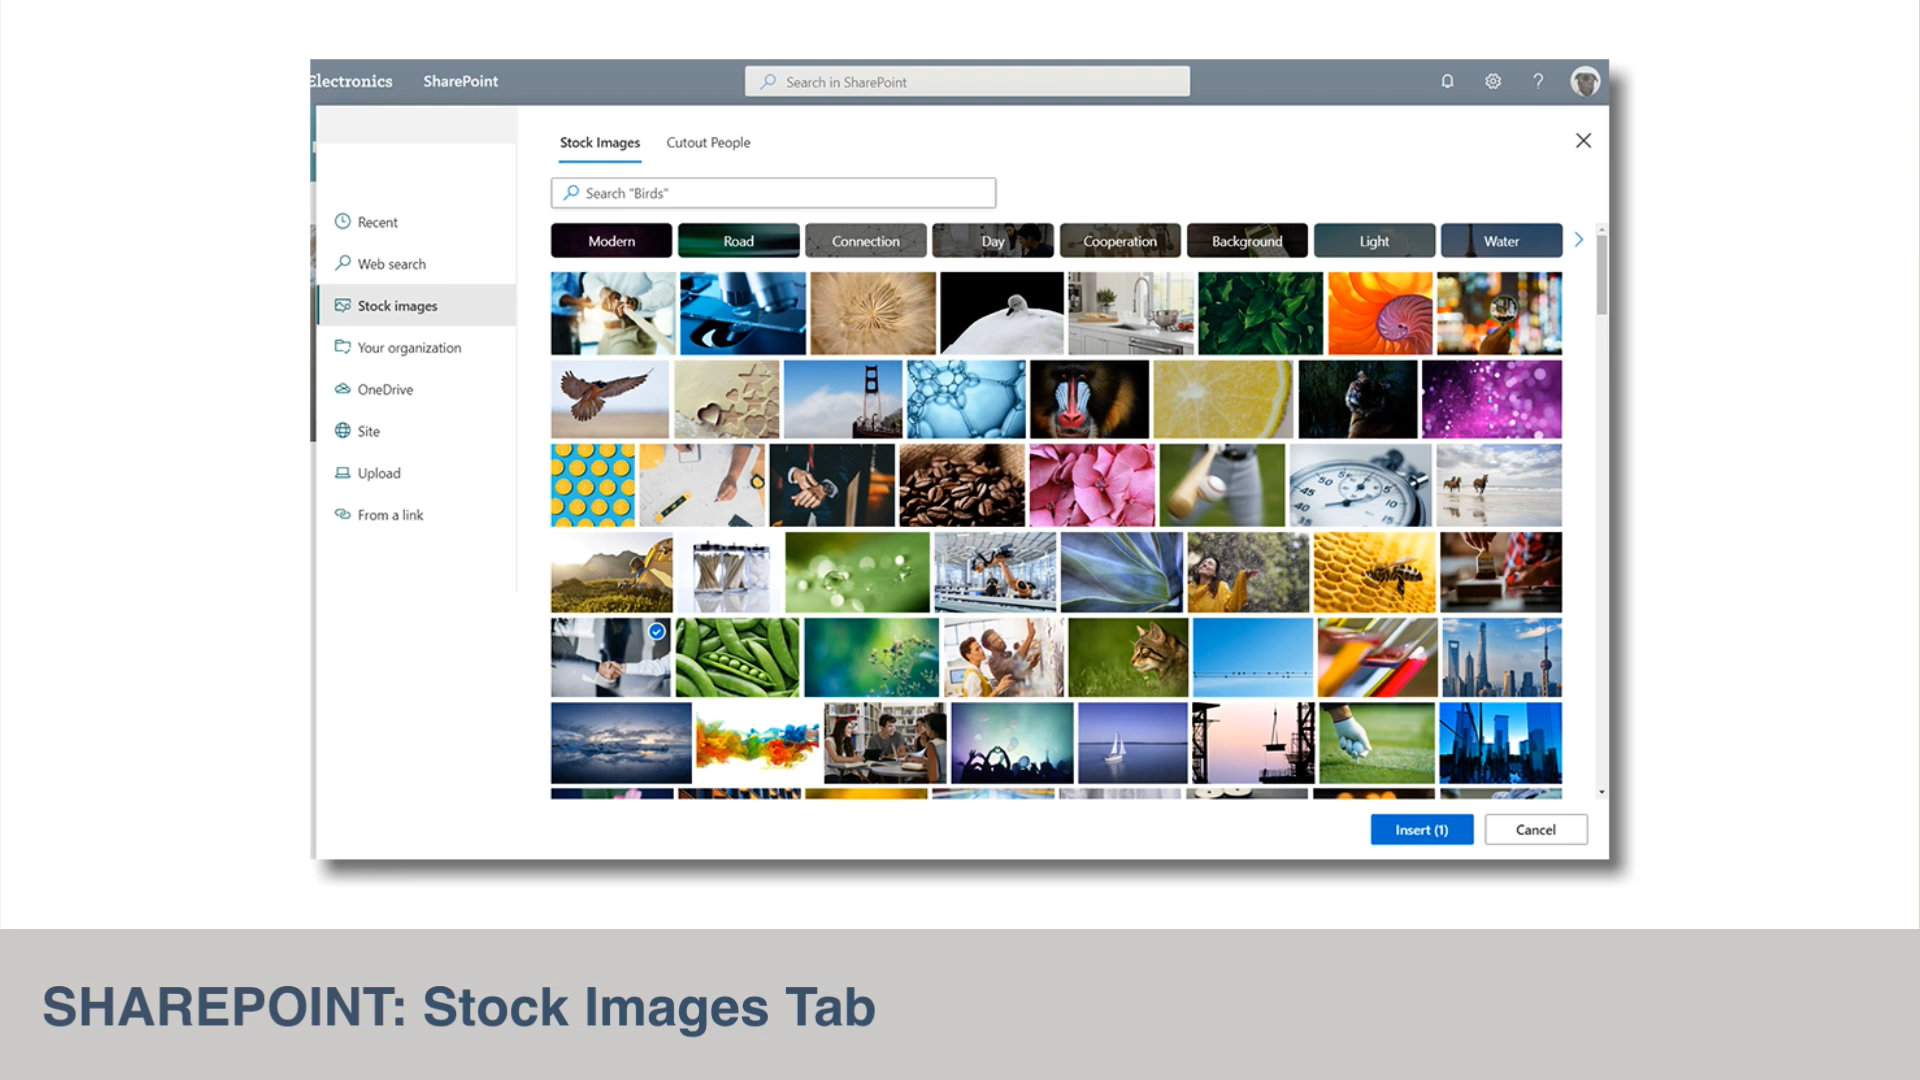 Electronics SharePoint Search in SharePoint
Stock Images Cutout People
Search "Birds"
Modern Road Connection Day Cooperation Background Light Water
Recent
Web search
Stock images
Your organization
OneDrive
Site
Upload
From a link
Insert (1) Cancel
SHAREPOINT: Stock Images Tab